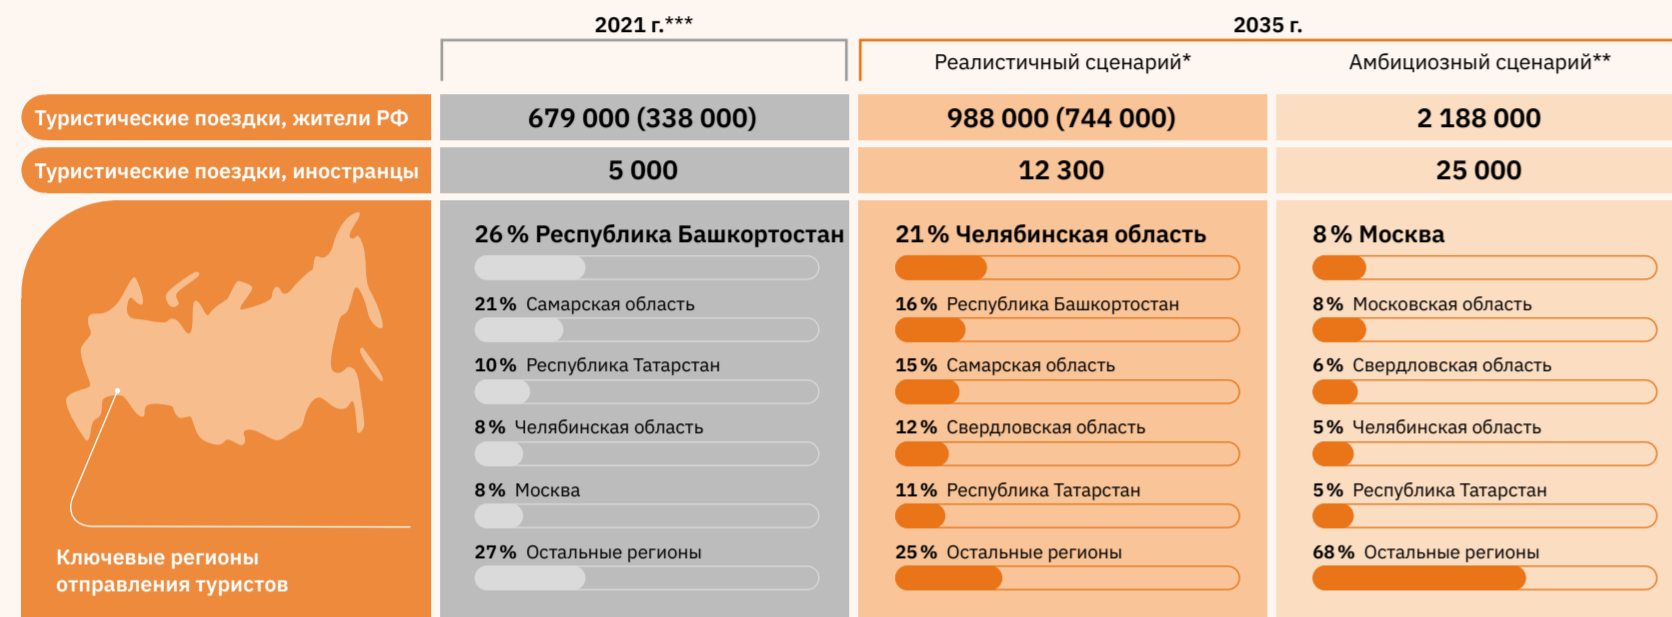 2021 г.***
2035 г.
Реалистичный сценарий*
Амбициозный сценарий**
Туристические поездки, жители РФ
679 000 (338 000)
988 000 (744 000)
2 188 000
Туристические поездки, иностранцы
5 000
12 300
25 000
Ключевые регионы
отправления туристов
26 % Республика Башкортостан
21 % Самарская область
10 % Республика Татарстан
8 % Челябинская область
8 % Москва
27 % Остальные регионы
21 % Челябинская область
16 % Республика Башкортостан
15 % Самарская область
12 % Свердловская область
11 % Республика Татарстан
25 % Остальные регионы
8 % Москва
8 % Московская область
6 % Свердловская область
5 % Челябинская область
5 % Республика Татарстан
68 % Остальные регионы